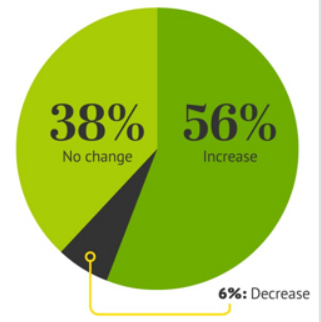 38%
No change
56%
Increase
6%: Decrease